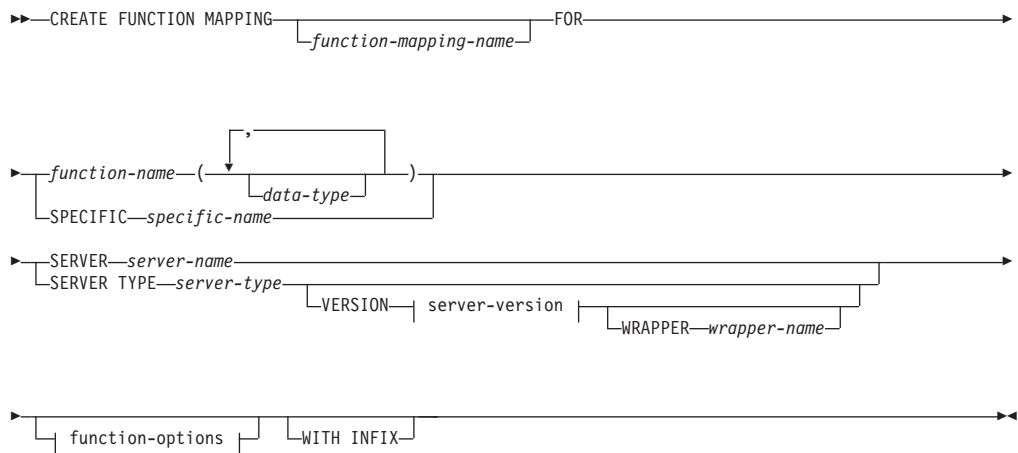 CREATE FUNCTION MAPPING FOR
function-mapping-name
,
function-name ( )
data-type
SPECIFIC specific-name
SERVER server-name
SERVER TYPE server-type
VERSION server-version
WRAPPER wrapper-name
function-options WITH INFIX